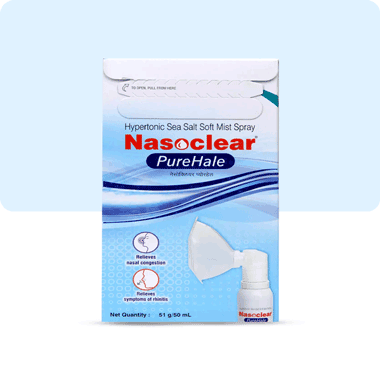 TO OPEN, PULL FROM HERE
Hypertonic Sea Salt Soft Mist Spray
Nasoclear
PureHale
Relieves
nasal congestion
Relieves
symptoms of rhinitis
Nasoclear
PureHale
Net Quantity : 51 g/50 mL